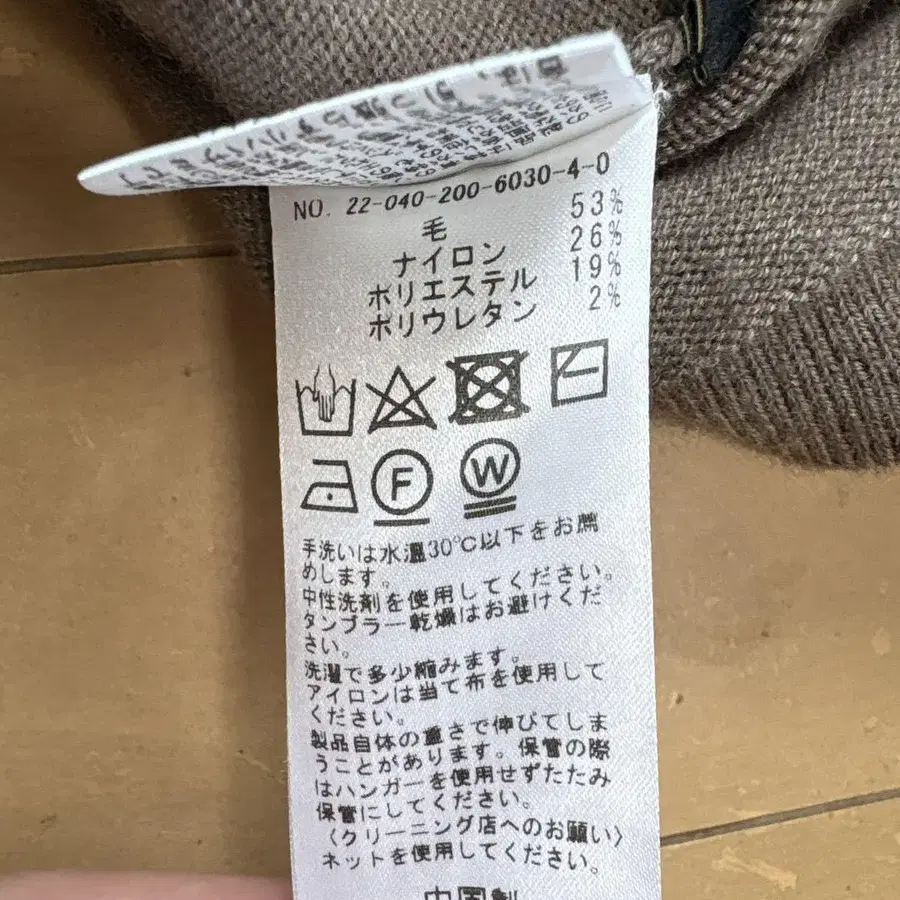 NO. 22-040-200-6030-4-0
毛 53%
ナイロン 26%
ポリエステル 19%
ポリウレタン 2%
F W
手洗いは水温30℃以下をお薦
めします。
中性洗剤を使用してください。
タンブラー乾燥はお避けくだ
さい。
洗濯で多少縮みます。
アイロンは当て布を使用して
ください。
製品自体の重さで伸びてしま
うことがあります。保管の際
はハンガーを使用せずたたみ
保管にしてください。
〈クリーニング店へのお願い〉
ネットを使用してください。
中国製